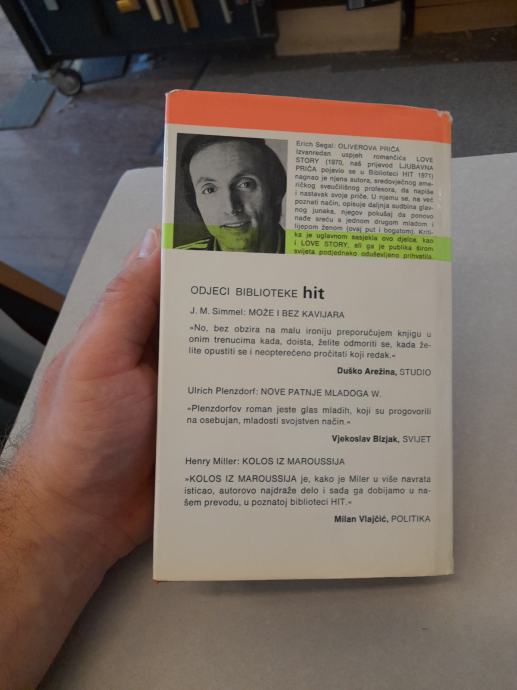 Erich Segal: OLIVEROVA PRIČA
Izvanredan uspjeh romančića LOVE
STORY (1970, naš prijevod LJUBAVNA
PRIČA pojavio se u Biblioteci HIT 1971)
nagnao je njena autora, sredovječnog ame-
ričkog sveučilišnog profesora, da napiše
i nastavak svoje priče. U njemu se, na već
poznati način, opisuje daljnja sudbina glav-
nog junaka, njegov pokušaj da ponovo
nađe sreću s jednom drugom mladom i
lijepom ženom (ovaj put i bogatom). Kriti-
ka je uglavnom sasjekla ovo djelce, kao
i LOVE STORY, ali ga je publika širom
svijeta podjednako oduševljeno prihvatila.
ODJECI BIBLIOTEKE hit
J. M. Simmel: MOŽE I BEZ KAVIJARA
»No, bez obzira na malu ironiju preporučujem knjigu u
onim trenucima kada, doista, želite odmoriti se, kada že-
lite opustiti se i neopterećeno pročitati koji redak.«
Duško Arežina, STUDIO
Ulrich Plenzdorf: NOVE PATNJE MLADOGA W.
»Plenzdorfov roman jeste glas mladih, koji su progovorili
na osebujan, mladosti svojstven način.«
Vjekoslav Bizjak, SVIJET
Henry Miller: KOLOS IZ MAROUSSIJA
»KOLOS IZ MAROUSSIJA je, kako je Miler u više navrata
isticao, autorovo najdraže delo i sada ga dobijamo u na-
šem prevodu, u poznatoj biblioteci HIT.«
Milan Vlajčić, POLITIKA